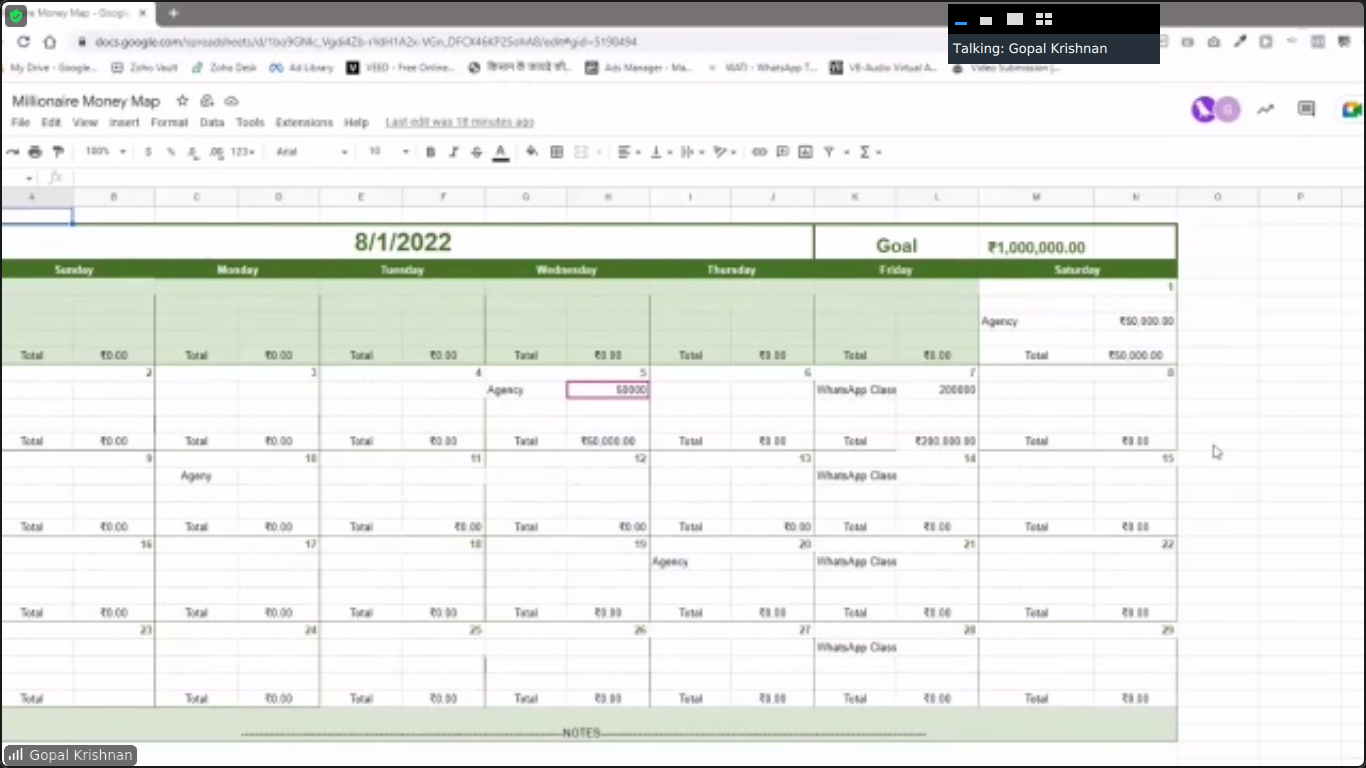 e Money Map - Googl
docs.google.com/spreadsheets/d/
Talking: Gopal Krishnan
My Drive - Google... Zoho Vault Zoho Desk Ad Library VEED - Free Online... Ads Manager - Ma... WATI - WhatsApp T... VB-Audio Virtual A... Video Submission |...
Millionaire Money Map
File Edit View Insert Format Data Tools Extensions Help Last edit was 18 minutes ago
100% $ % .0 .00 123 Arial 10 B I S A
fx
A B C D E F G H I J K L M N O P
8/1/2022 Goal ₹1,000,000.00
Sunday Monday Tuesday Wednesday Thursday Friday Saturday
1
Agency ₹50,000.00
Total ₹0.00 Total ₹0.00 Total ₹0.00 Total ₹0.00 Total ₹0.00 Total ₹0.00 Total ₹50,000.00
2 3 4 5 6 7 8
Agency 50000 WhatsApp Class 200000
Total ₹0.00 Total ₹0.00 Total ₹0.00 Total ₹50,000.00 Total ₹0.00 Total ₹200,000.00 Total ₹0.00
9 10 11 12 13 14 15
Ageny WhatsApp Class
Total ₹0.00 Total ₹0.00 Total ₹0.00 Total ₹0.00 Total ₹0.00 Total ₹0.00 Total ₹0.00
16 17 18 19 20 21 22
Agency WhatsApp Class
Total ₹0.00 Total ₹0.00 Total ₹0.00 Total ₹0.00 Total ₹0.00 Total ₹0.00 Total ₹0.00
23 24 25 26 27 28 29
WhatsApp Class
Total Total ₹0.00 Total ₹0.00 Total ₹0.00 Total ₹0.00 Total ₹0.00 Total ₹0.00
NOTES
Gopal Krishnan